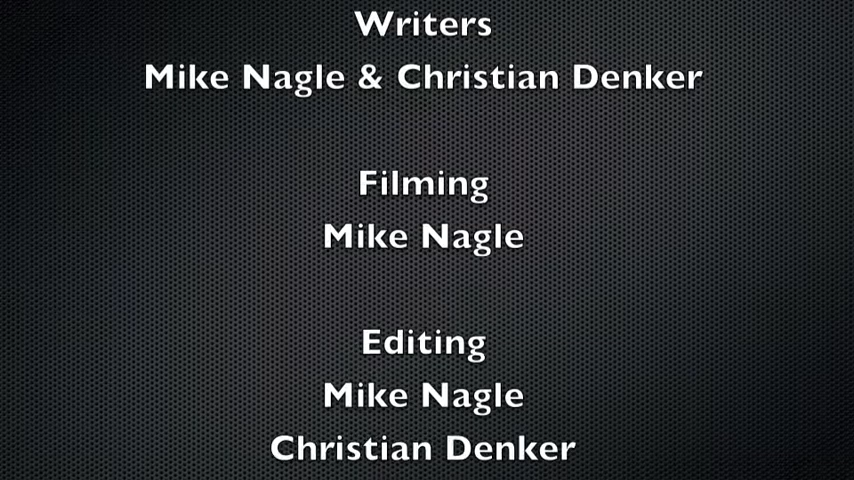 Writers
Mike Nagle & Christian Denker
Filming
Mike Nagle
Editing
Mike Nagle
Christian Denker